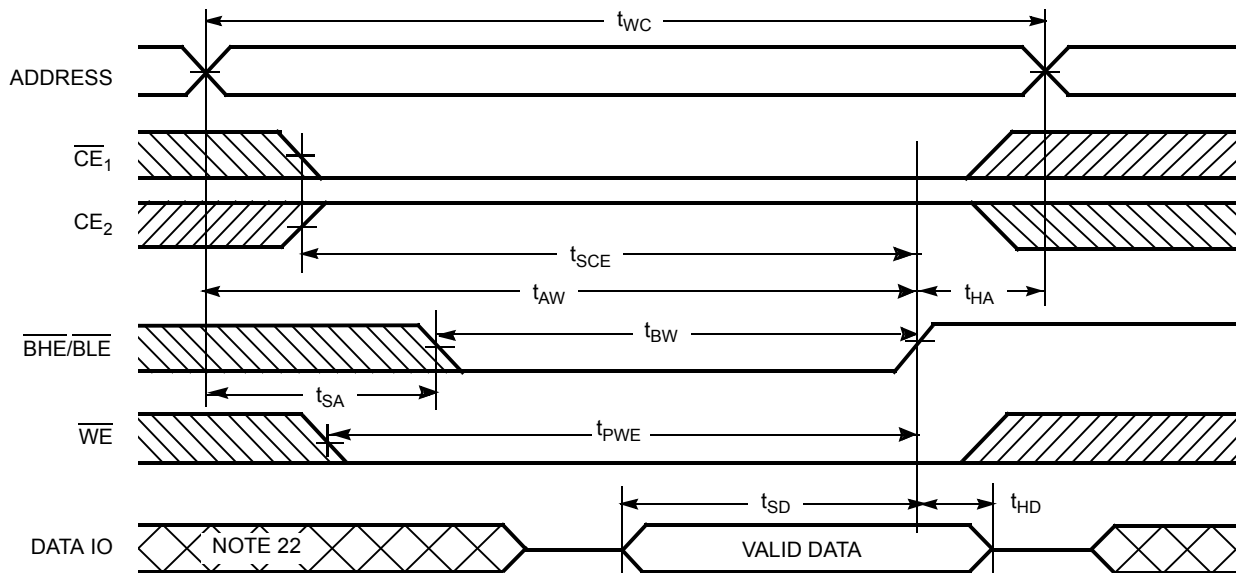 tWC
ADDRESS
CE1
CE2
tSCE
tAW
tHA
tBW
BHE/BLE
tSA
WE
tPWE
tSD
tHD
DATA IO
NOTE 22
VALID DATA